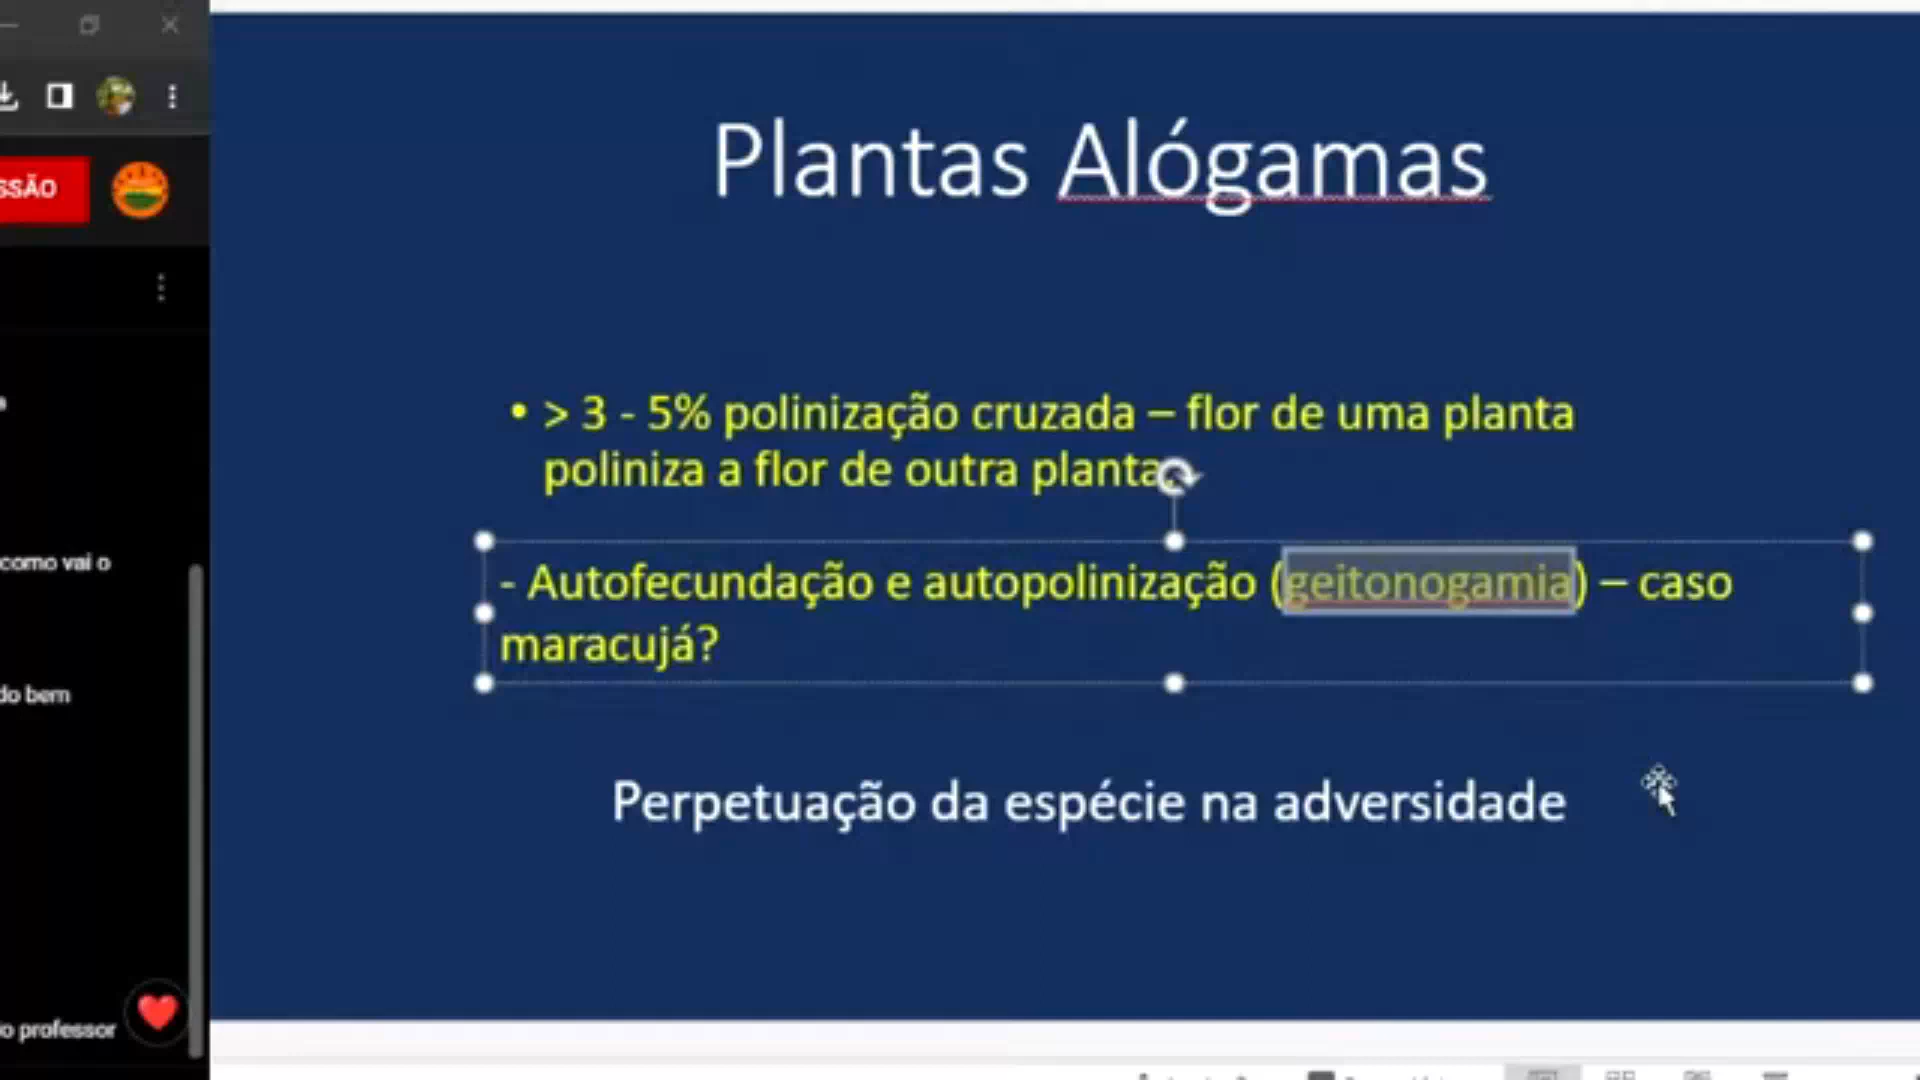 SSÃO
como vai o
do bem
o professor
Plantas Alógamas
• > 3 - 5% polinização cruzada – flor de uma planta
poliniza a flor de outra planta
- Autofecundação e autopolinização (geitonogamia) – caso
maracujá?
Perpetuação da espécie na adversidade